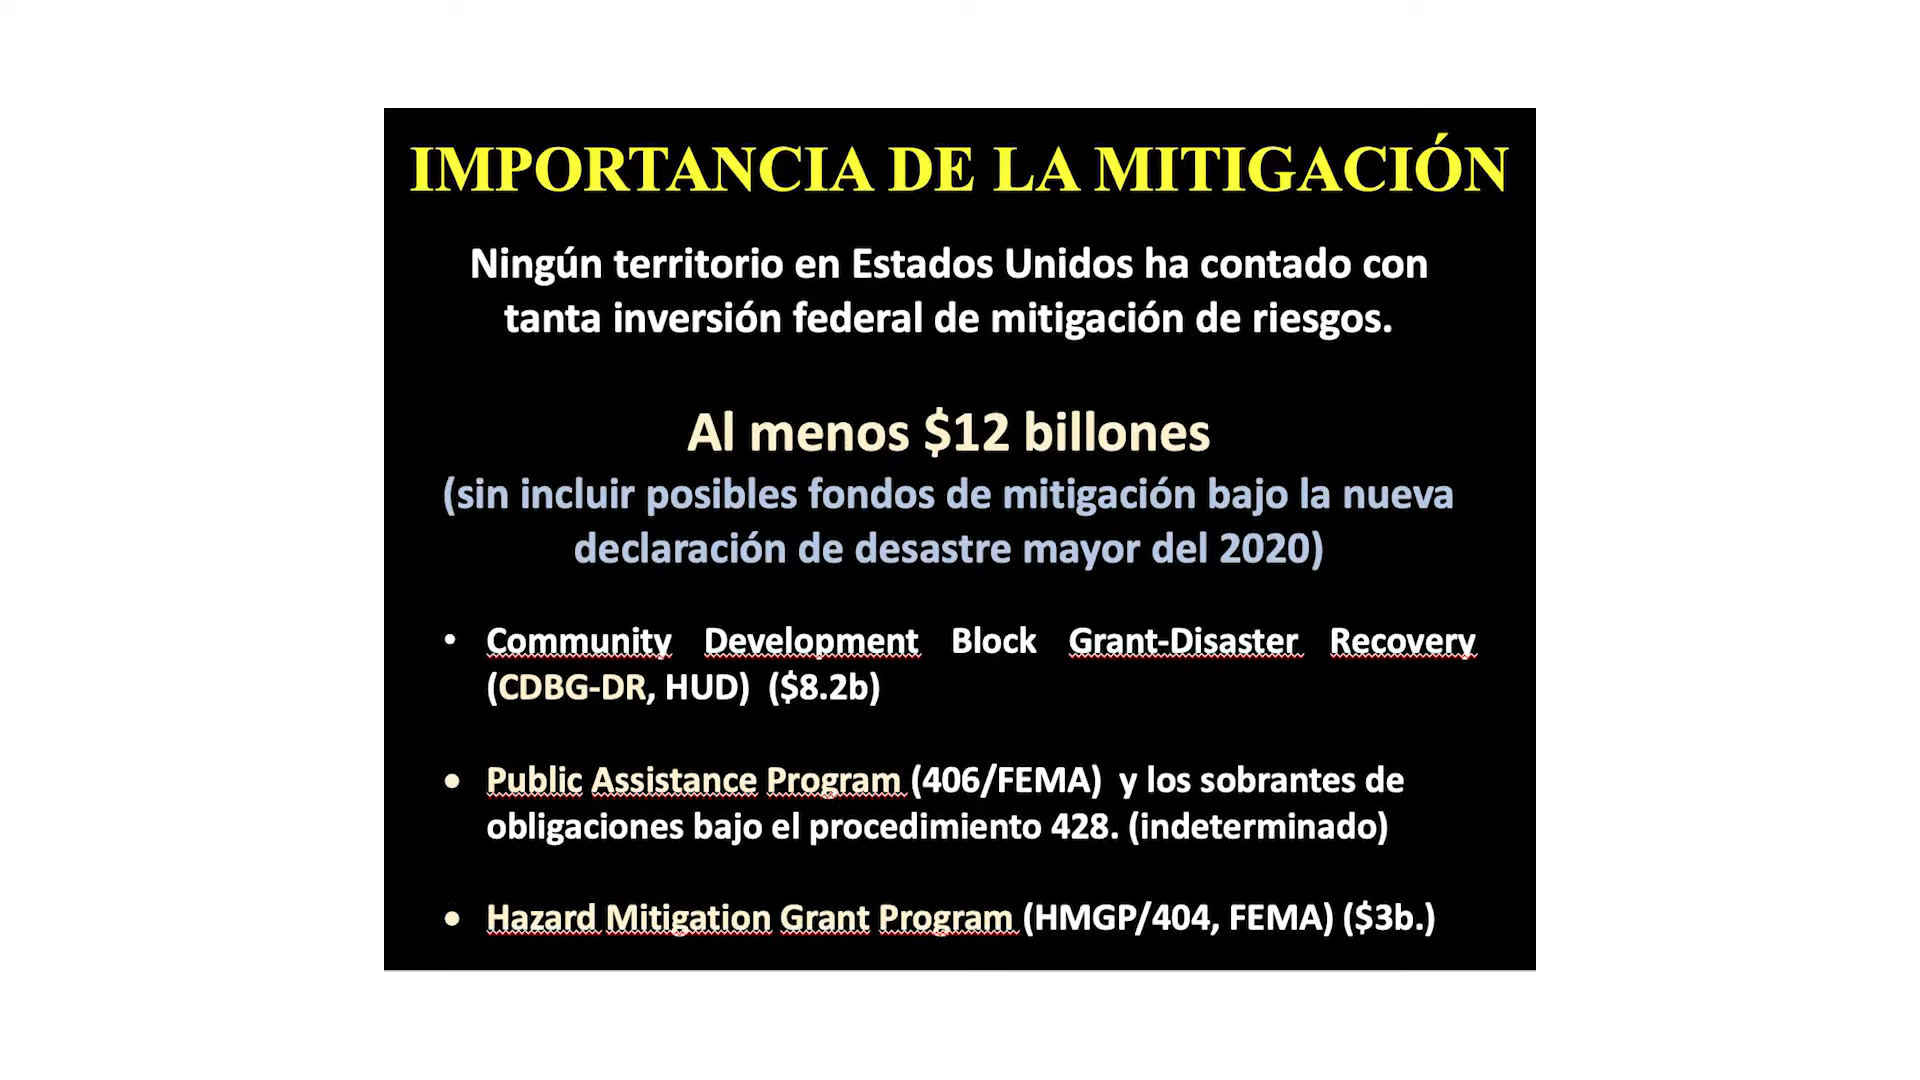 IMPORTANCIA DE LA MITIGACIÓN
Ningún territorio en Estados Unidos ha contado con
tanta inversión federal de mitigación de riesgos.
Al menos $12 billones
(sin incluir posibles fondos de mitigación bajo la nueva
declaración de desastre mayor del 2020)
• Community Development Block Grant-Disaster Recovery
(CDBG-DR, HUD) ($8.2b)
• Public Assistance Program (406/FEMA) y los sobrantes de
obligaciones bajo el procedimiento 428. (indeterminado)
• Hazard Mitigation Grant Program (HMGP/404, FEMA) ($3b.)